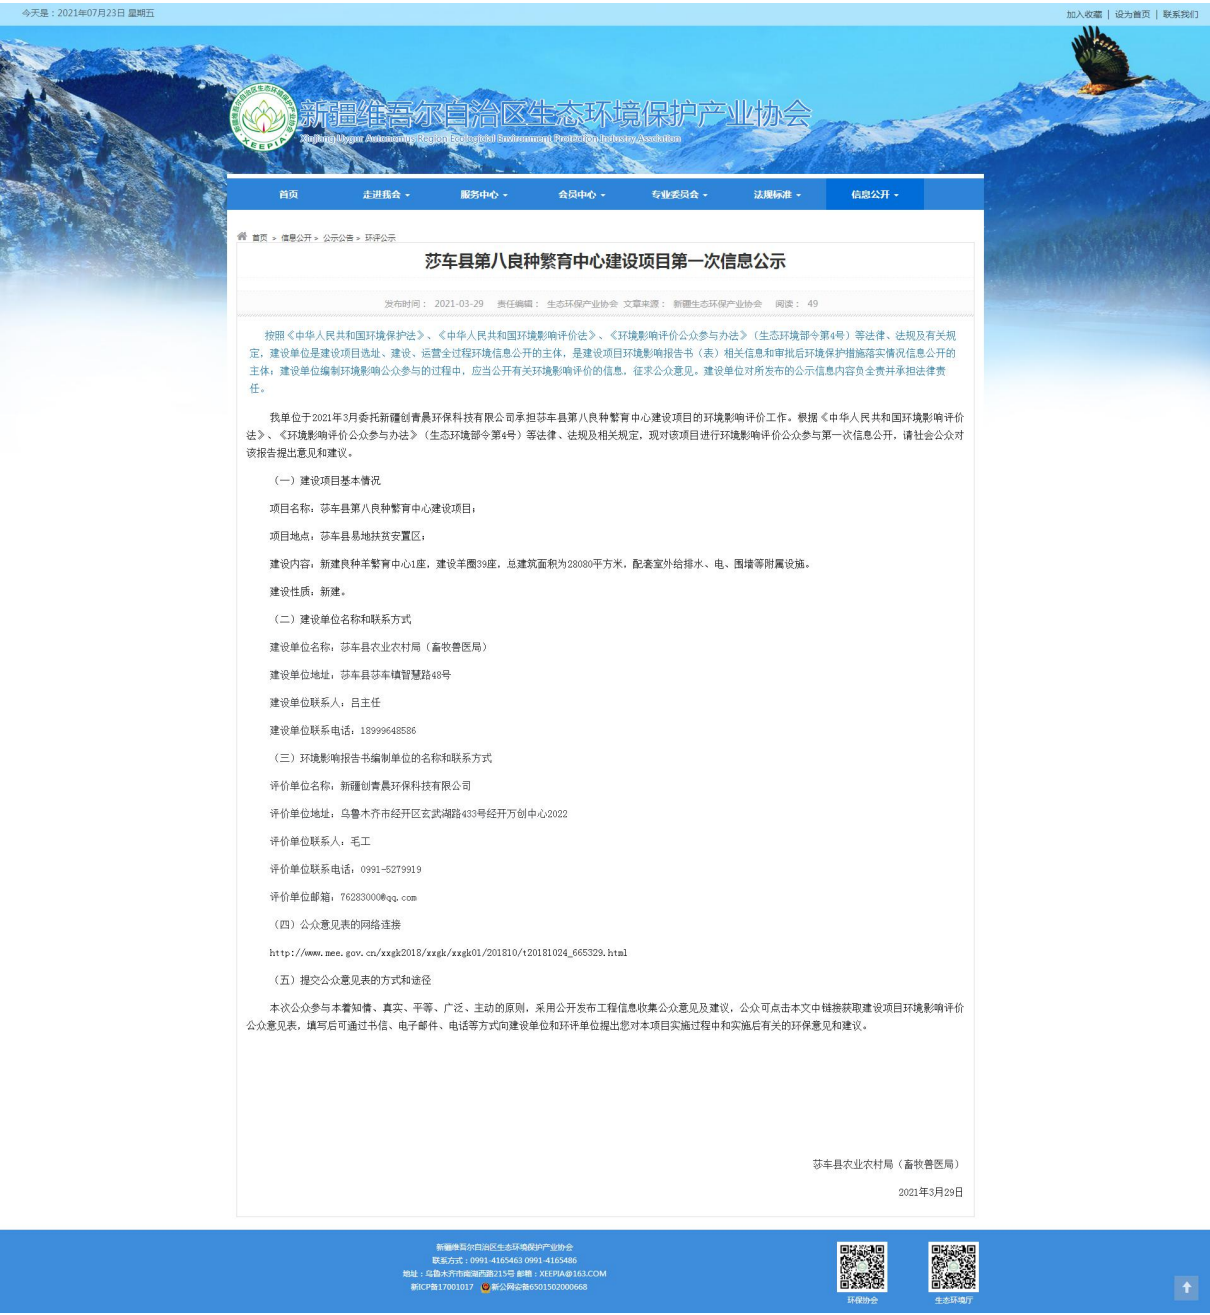 今天是：2021年07月23日 星期五
加入收藏 | 设为首页 | 联系我们
新疆维吾尔自治区生态环境保护产业协会
Xinjiang Uygur Autonomous Region Ecological Environment Protection Industry Association
XEEPIA
首页 走进我会 服务中心 会员中心 专业委员会 法规标准 信息公开
首页 > 信息公开 > 公示公告 > 环评公示
莎车县第八良种繁育中心建设项目第一次信息公示
发布时间： 2021-03-29 责任编辑： 生态环保产业协会 文章来源： 新疆生态环保产业协会 阅读： 49
按照《中华人民共和国环境保护法》、《中华人民共和国环境影响评价法》、《环境影响评价公众参与办法》（生态环境部令第4号）等法律、法规及有关规
定，建设单位是建设项目选址、建设、运营全过程环境信息公开的主体，是建设项目环境影响报告书（表）相关信息和审批后环境保护措施落实情况信息公开的
主体；建设单位编制环境影响公众参与的过程中，应当公开有关环境影响评价的信息，征求公众意见。建设单位对所发布的公示信息内容负全责并承担法律责
任。
我单位于2021年3月委托新疆创青晨环保科技有限公司承担莎车县第八良种繁育中心建设项目的环境影响评价工作。根据《中华人民共和国环境影响评价
法》、《环境影响评价公众参与办法》（生态环境部令第4号）等法律、法规及相关规定，现对该项目进行环境影响评价公众参与第一次信息公开，请社会公众对
该报告提出意见和建议。
（一）建设项目基本情况
项目名称：莎车县第八良种繁育中心建设项目；
项目地点：莎车县易地扶贫安置区；
建设内容：新建良种羊繁育中心1座，建设羊圈39座，总建筑面积为28080平方米，配套室外给排水、电、围墙等附属设施。
建设性质：新建。
（二）建设单位名称和联系方式
建设单位名称：莎车县农业农村局（畜牧兽医局）
建设单位地址：莎车县莎车镇智慧路48号
建设单位联系人：吕主任
建设单位联系电话：18999648586
（三）环境影响报告书编制单位的名称和联系方式
评价单位名称：新疆创青晨环保科技有限公司
评价单位地址：乌鲁木齐市经开区玄武湖路433号经开万创中心2022
评价单位联系人：毛工
评价单位联系电话：0991-5279919
评价单位邮箱：76283000@qq.com
（四）公众意见表的网络连接
http://www.mee.gov.cn/xxgk2018/xxgk/xxgk01/201810/t20181024_665329.html
（五）提交公众意见表的方式和途径
本次公众参与本着知情、真实、平等、广泛、主动的原则，采用公开发布工程信息收集公众意见及建议，公众可点击本文中链接获取建设项目环境影响评价
公众意见表，填写后可通过书信、电子邮件、电话等方式向建设单位和环评单位提出您对本项目实施过程中和实施后有关的环保意见和建议。
莎车县农业农村局（畜牧兽医局）
2021年3月29日
新疆维吾尔自治区生态环境保护产业协会
联系方式：0991-4165463 0991-4165486
地址：乌鲁木齐市南湖西路215号 邮箱：XEEPIA@163.COM
新ICP备17001017 新公网安备6501502000668
环保协会
生态环境厅